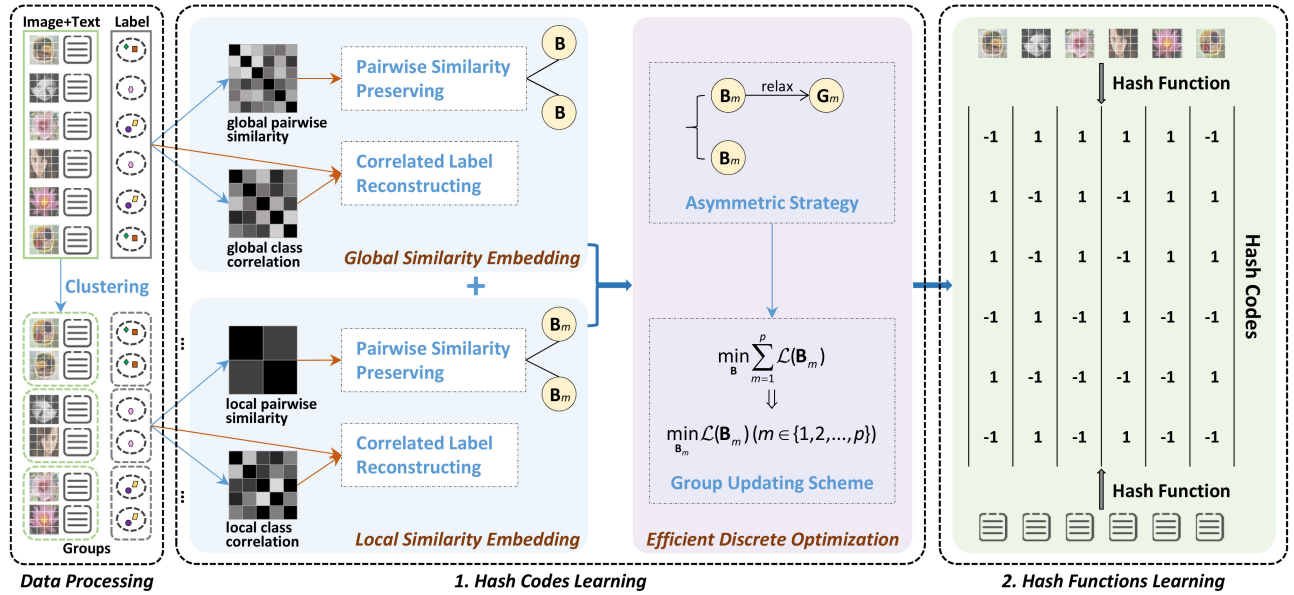 Image+Text
Label
Clustering
Groups
Data Processing
global pairwise
similarity
global class
correlation
Pairwise Similarity
Preserving
B
B
Correlated Label
Reconstructing
Global Similarity Embedding
+
...
local pairwise
similarity
...
local class
correlation
Pairwise Similarity
Preserving
Bm
Bm
Correlated Label
Reconstructing
Local Similarity Embedding
Bm relax Gm
Bm
Asymmetric Strategy
min_B ∑_{m=1}^{p} ℒ(Bm)
⇓
min_{Bm} ℒ(Bm) (m ∈ {1,2,...,p})
Group Updating Scheme
Efficient Discrete Optimization
1. Hash Codes Learning
Hash Function
-1 1 1 1 1 -1
1 -1 1 -1 1 1
1 -1 1 -1 1 1
-1 1 -1 1 -1 -1
1 -1 -1 -1 -1 1
-1 1 -1 1 -1 -1
Hash Codes
Hash Function
2. Hash Functions Learning